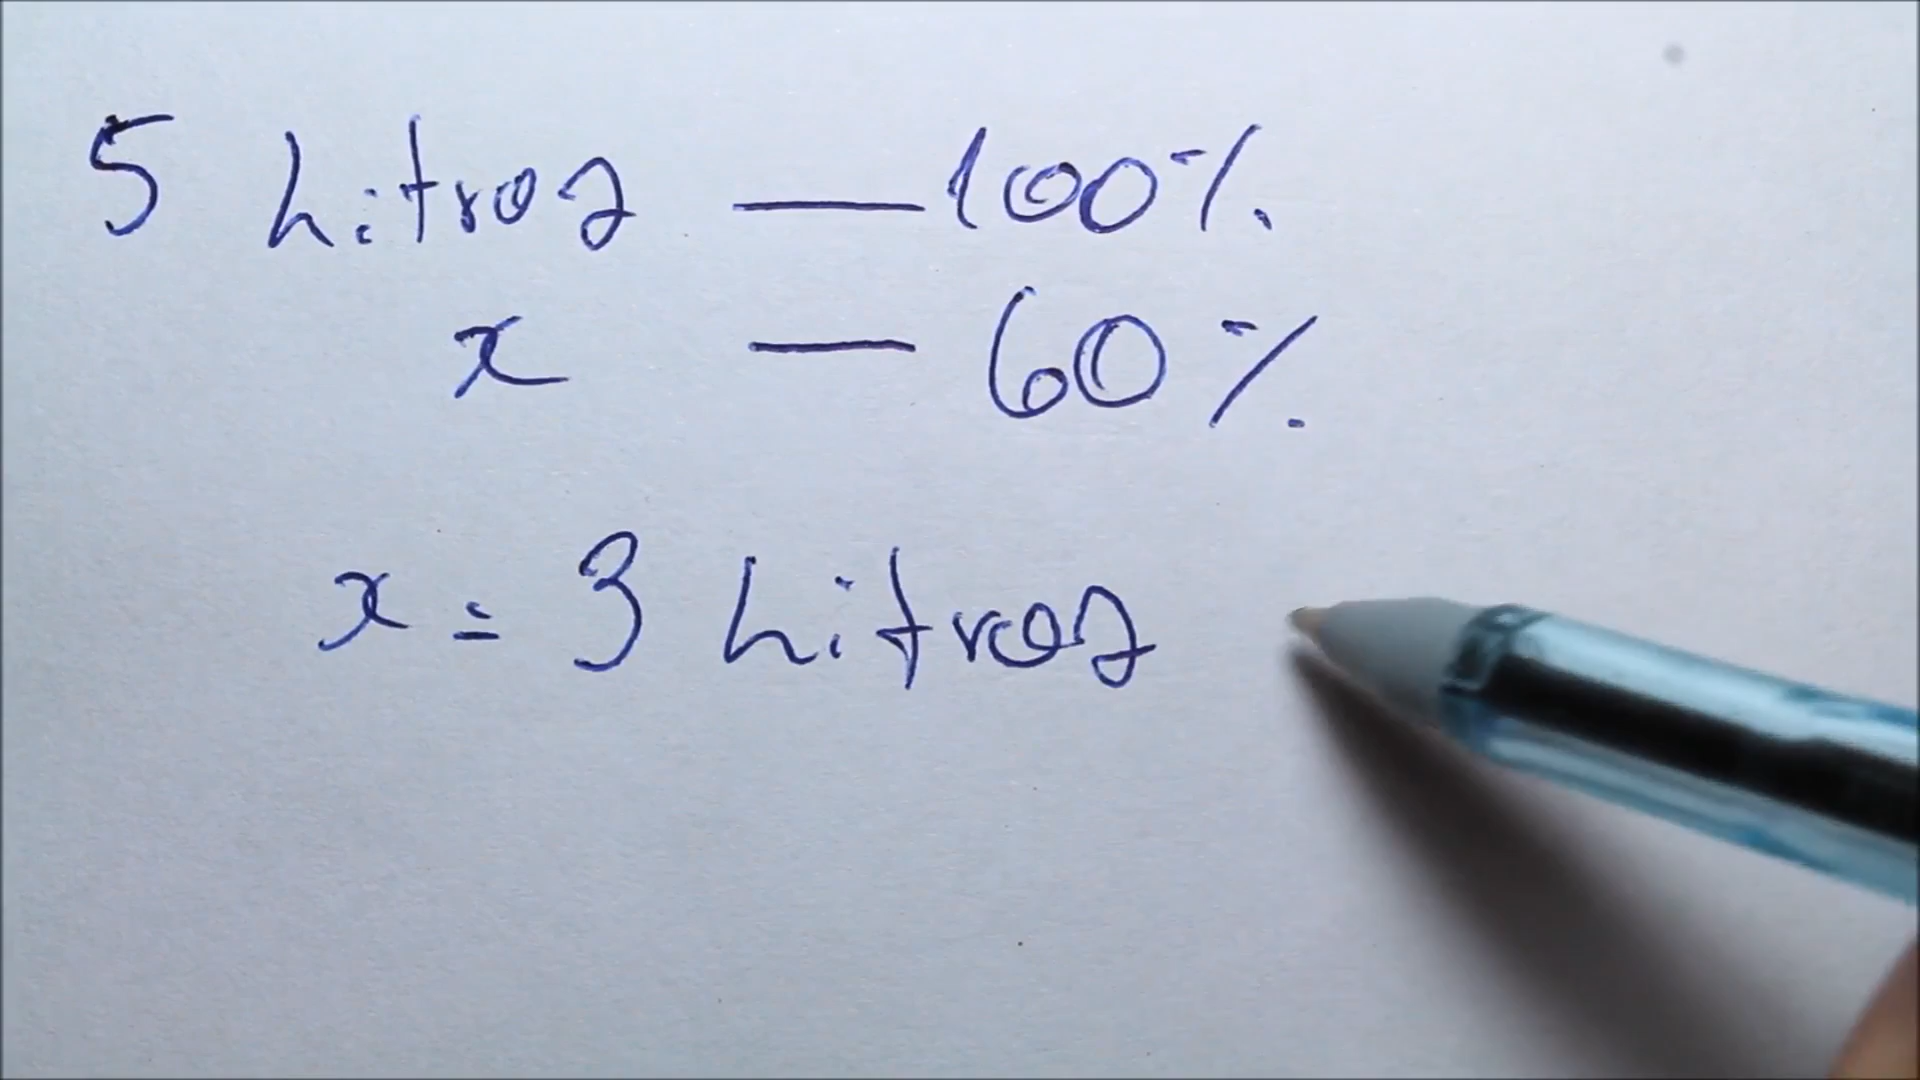 5 Litros — 100%
x — 60%
x = 3 Litros